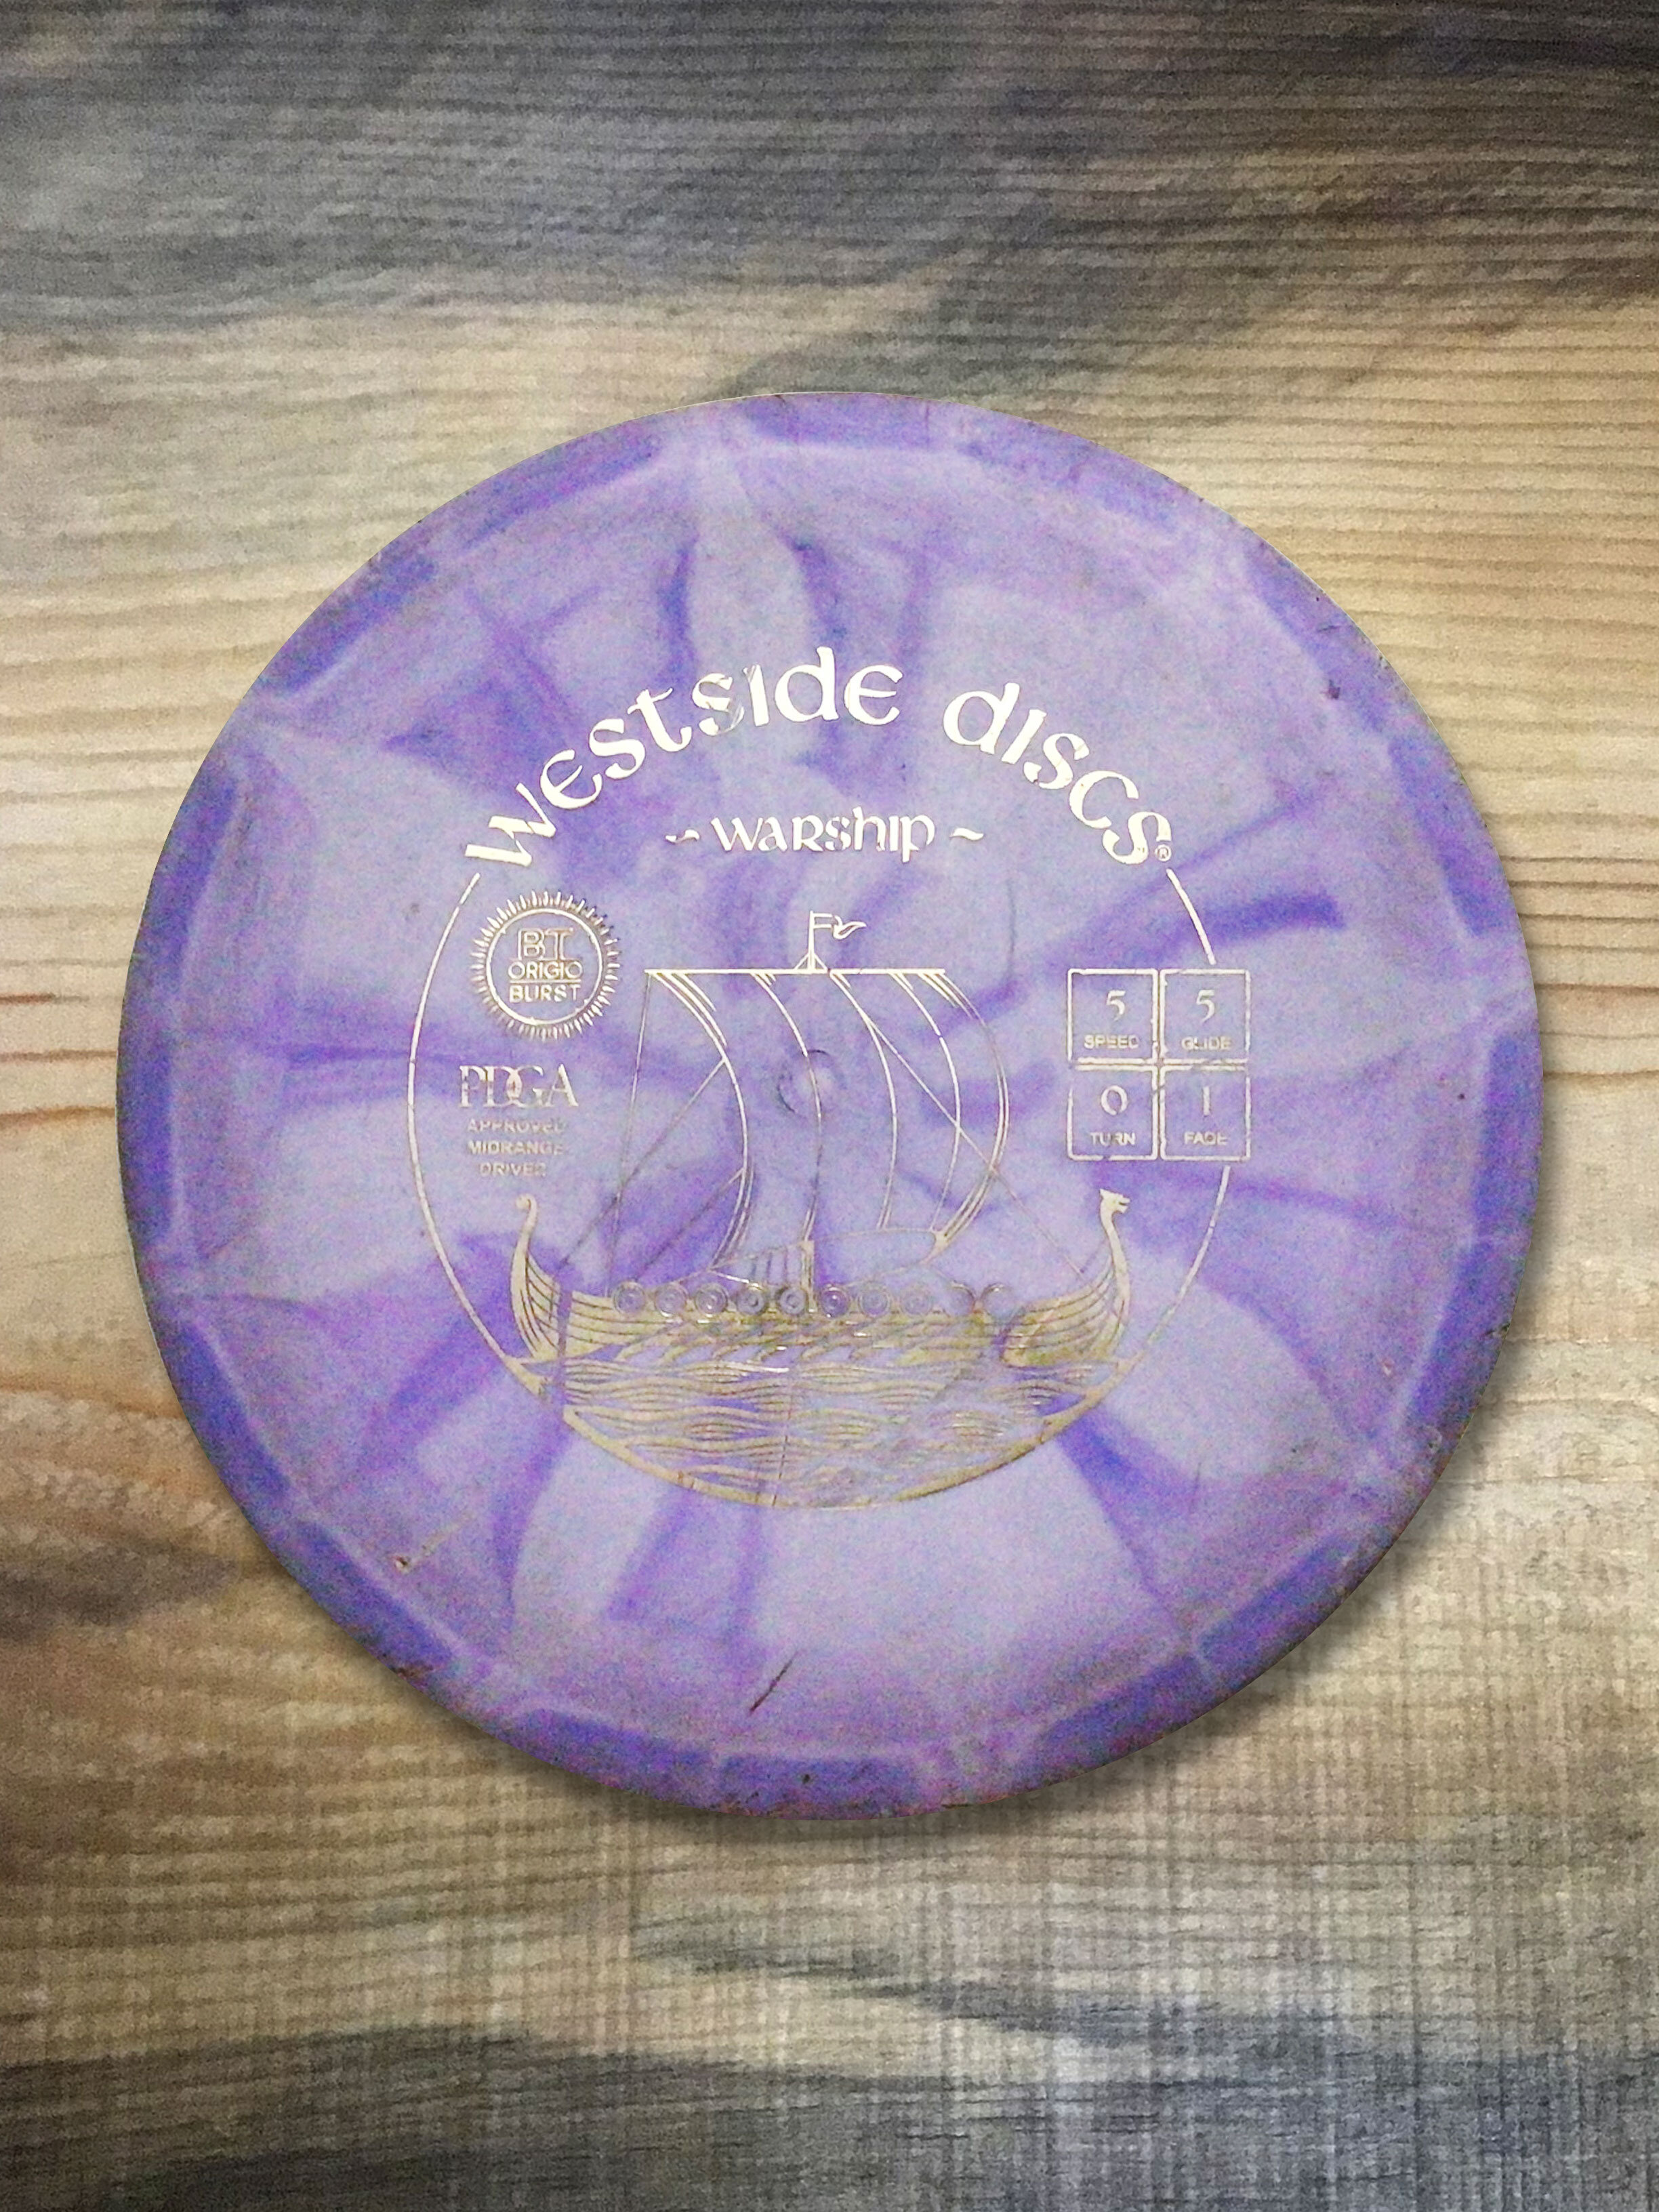 Westside discs®
~ warship ~
BT
ORIGIO
BURST
PDGA
APPROVED
MIDRANGE
DRIVER
5
SPEED
5
GLIDE
0
TURN
1
FADE